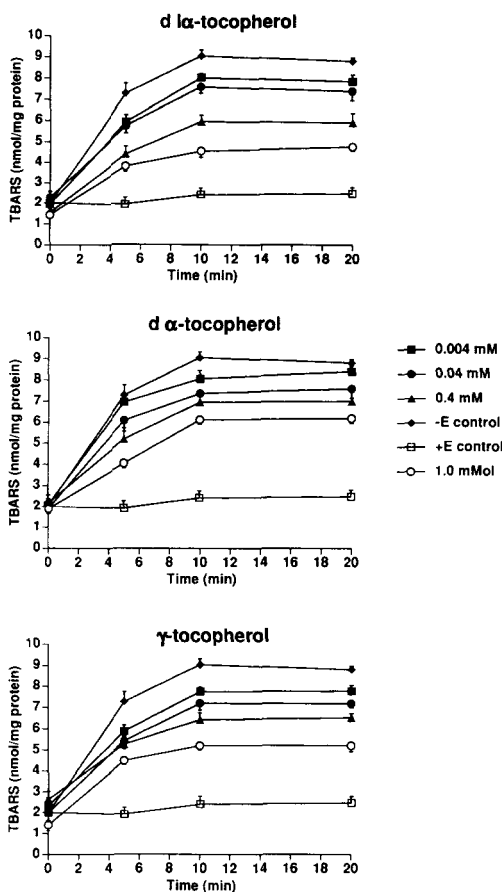 d lα-tocopherol
10
9
8
7
6
5
4
3
2
1
0
TBARS (nmol/mg protein)
0 2 4 6 8 10 12 14 16 18 20
Time (min)
d α-tocopherol
10
9
8
7
6
5
4
3
2
1
0
TBARS (nmol/mg protein)
0 2 4 6 8 10 12 14 16 18 20
Time (min)
0.004 mM
0.04 mM
0.4 mM
-E control
+E control
1.0 mMol
γ-tocopherol
10
9
8
7
6
5
4
3
2
1
0
TBARS (nmol/mg protein)
0 2 4 6 8 10 12 14 16 18 20
Time (min)